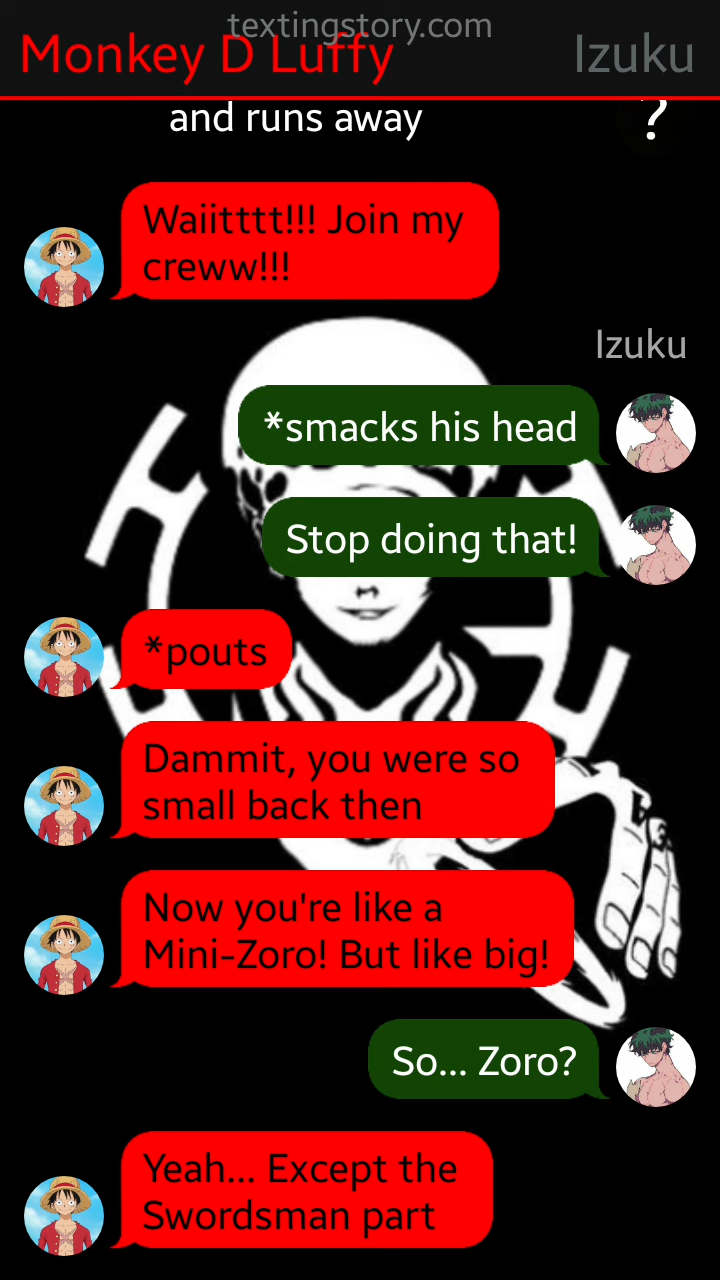 textingstory.com
Monkey D Luffy
Izuku
and runs away
?
Waiitttt!!! Join my
creww!!!
Izuku
*smacks his head
Stop doing that!
*pouts
Dammit, you were so
small back then
Now you're like a
Mini-Zoro! But like big!
So... Zoro?
Yeah... Except the
Swordsman part